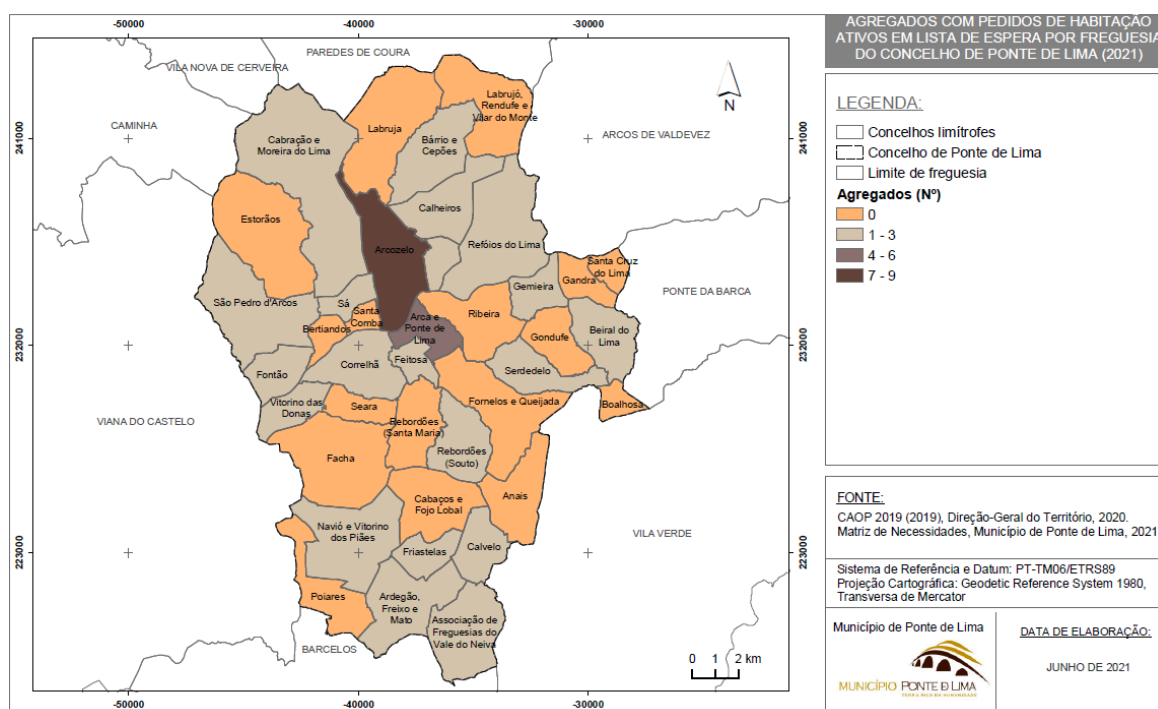 -50000
-40000
-30000
AGREGADOS COM PEDIDOS DE HABITAÇÃO
ATIVOS EM LISTA DE ESPERA POR FREGUESIA
DO CONCELHO DE PONTE DE LIMA (2021)
PAREDES DE COURA
VILA NOVA DE CERVEIRA
CAMINHA
ARCOS DE VALDEVEZ
PONTE DA BARCA
VIANA DO CASTELO
VILA VERDE
BARCELOS
N
241000
232000
223000
241000
232000
223000
Labrujó,
Rendufe e
Vilar do Monte
Labruja
Cabração e
Moreira do Lima
Bárrio e
Cepões
Calheiros
Estorãos
Arcozelo
Refóios do Lima
Santa Cruz
do Lima
Gandra
Gemieira
São Pedro d'Arcos
Sá
Santa
Comba
Bertiandos
Arca e
Ponte de
Lima
Ribeira
Gondufe
Beiral do
Lima
Correlhã
Feitosa
Serdedelo
Fontão
Vitorino das
Donas
Seara
Fornelos e Queijada
Boalhosa
Rebordões
(Santa Maria)
Rebordões
(Souto)
Facha
Anais
Cabaços e
Fojo Lobal
Navió e Vitorino
dos Piães
Friastelas
Calvelo
Poiares
Ardegão,
Freixo e
Mato
Associação de
Freguesias do
Vale do Neiva
0 1 2 km
-50000
-40000
-30000
LEGENDA:
Concelhos limítrofes
Concelho de Ponte de Lima
Limite de freguesia
Agregados (Nº)
0
1 - 3
4 - 6
7 - 9
FONTE:
CAOP 2019 (2019), Direção-Geral do Território, 2020.
Matriz de Necessidades, Município de Ponte de Lima, 2021
Sistema de Referência e Datum: PT-TM06/ETRS89
Projeção Cartográfica: Geodetic Reference System 1980,
Transversa de Mercator
Município de Ponte de Lima
MUNICÍPIO PONTE DE LIMA
TERRA RICA DA HUMANIDADE
DATA DE ELABORAÇÃO:
JUNHO DE 2021